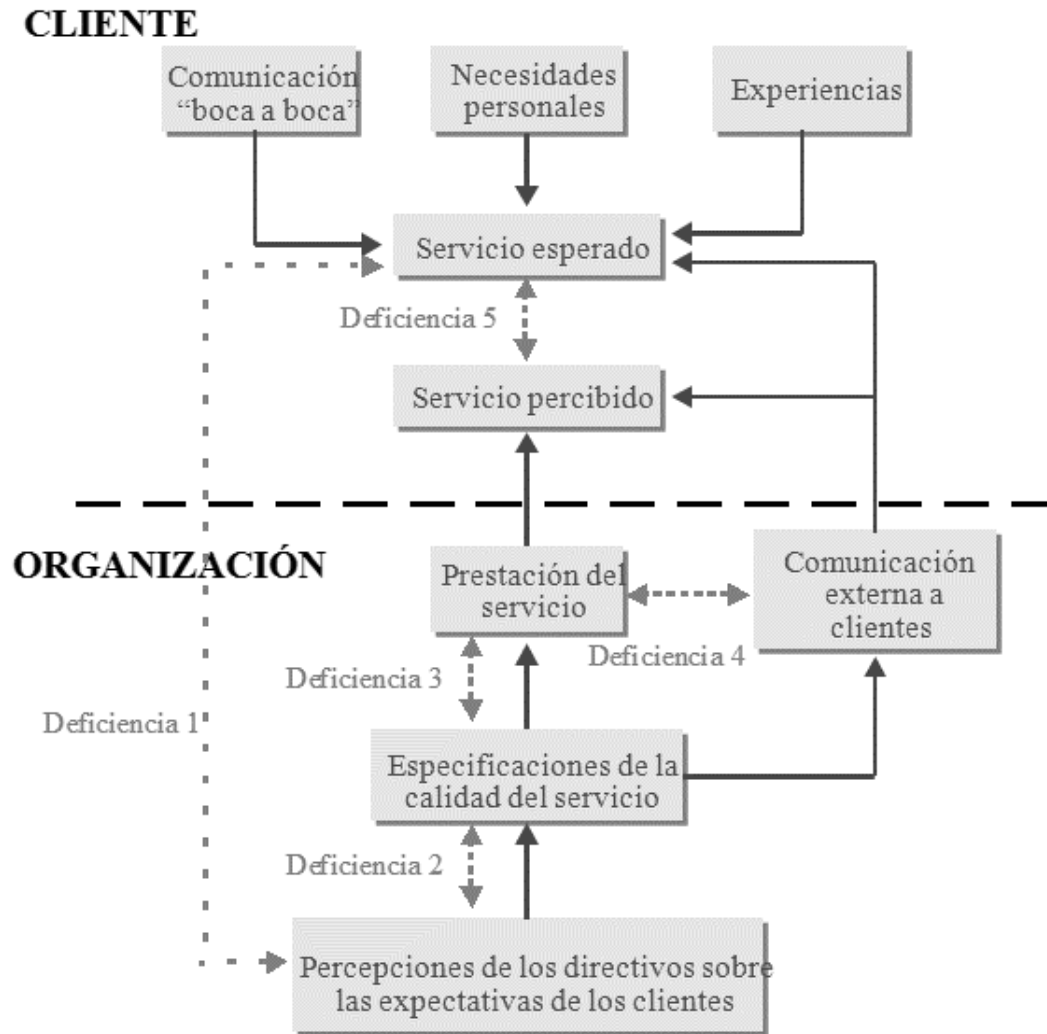 CLIENTE
Comunicación
“boca a boca”
Necesidades
personales
Experiencias
Servicio esperado
Deficiencia 5
Servicio percibido
ORGANIZACIÓN
Prestación del
servicio
Comunicación
externa a
clientes
Deficiencia 4
Deficiencia 3
Deficiencia 1
Especificaciones de la
calidad del servicio
Deficiencia 2
Percepciones de los directivos sobre
las expectativas de los clientes